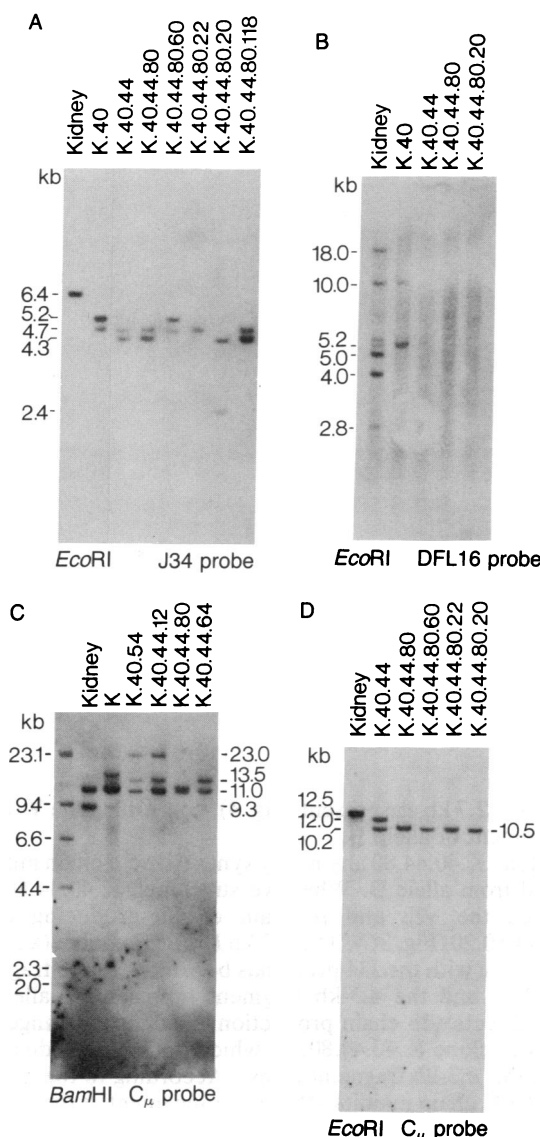 A
Kidney
K.40
K.40.44
K.40.44.80
K.40.44.80.60
K.40.44.80.22
K.40.44.80.20
K.40.44.80.118
kb
6.4
5.2
4.7
4.3
2.4
EcoRI J34 probe
B
Kidney
K.40
K.40.44
K.40.44.80
K.40.44.80.20
kb
18.0
10.0
5.2
5.0
4.0
2.8
EcoRI DFL16 probe
C
Kidney
K
K.40.54
K.40.44.12
K.40.44.80
K.40.44.64
kb
23.1 23.0
13.5
11.0
9.4 9.3
6.6
4.4
2.3
2.0
BamHI Cμ probe
D
Kidney
K.40.44
K.40.44.80
K.40.44.80.60
K.40.44.80.22
K.40.44.80.20
kb
12.5
12.0
10.2 10.5
EcoRI Cμ probe